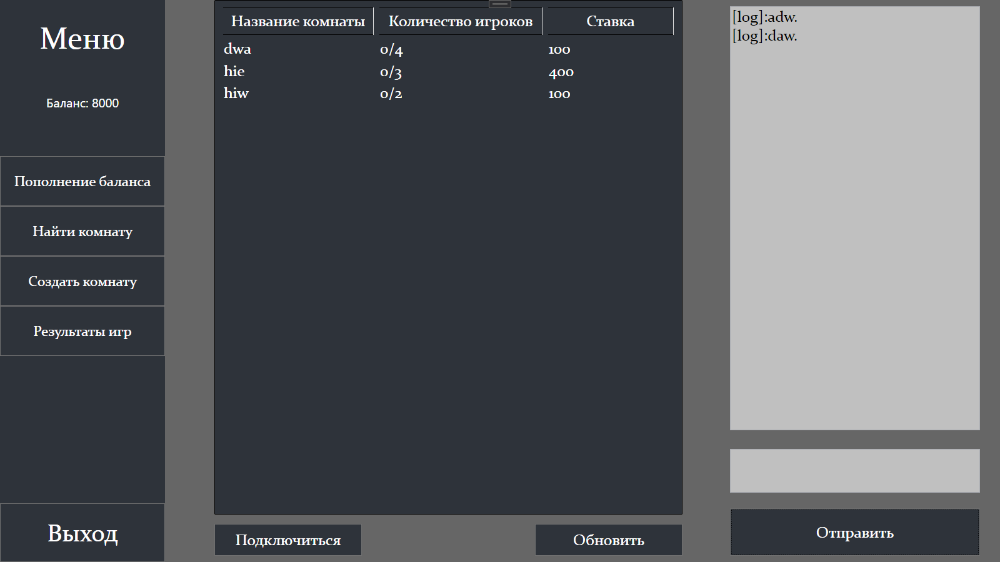 Меню
Баланс: 8000
Пополнение баланса
Найти комнату
Создать комнату
Результаты игр
Выход
Название комнаты Количество игроков Ставка
dwa 0/4 100
hie 0/3 400
hiw 0/2 100
Подключиться Обновить
[log]:adw.
[log]:daw.
Отправить